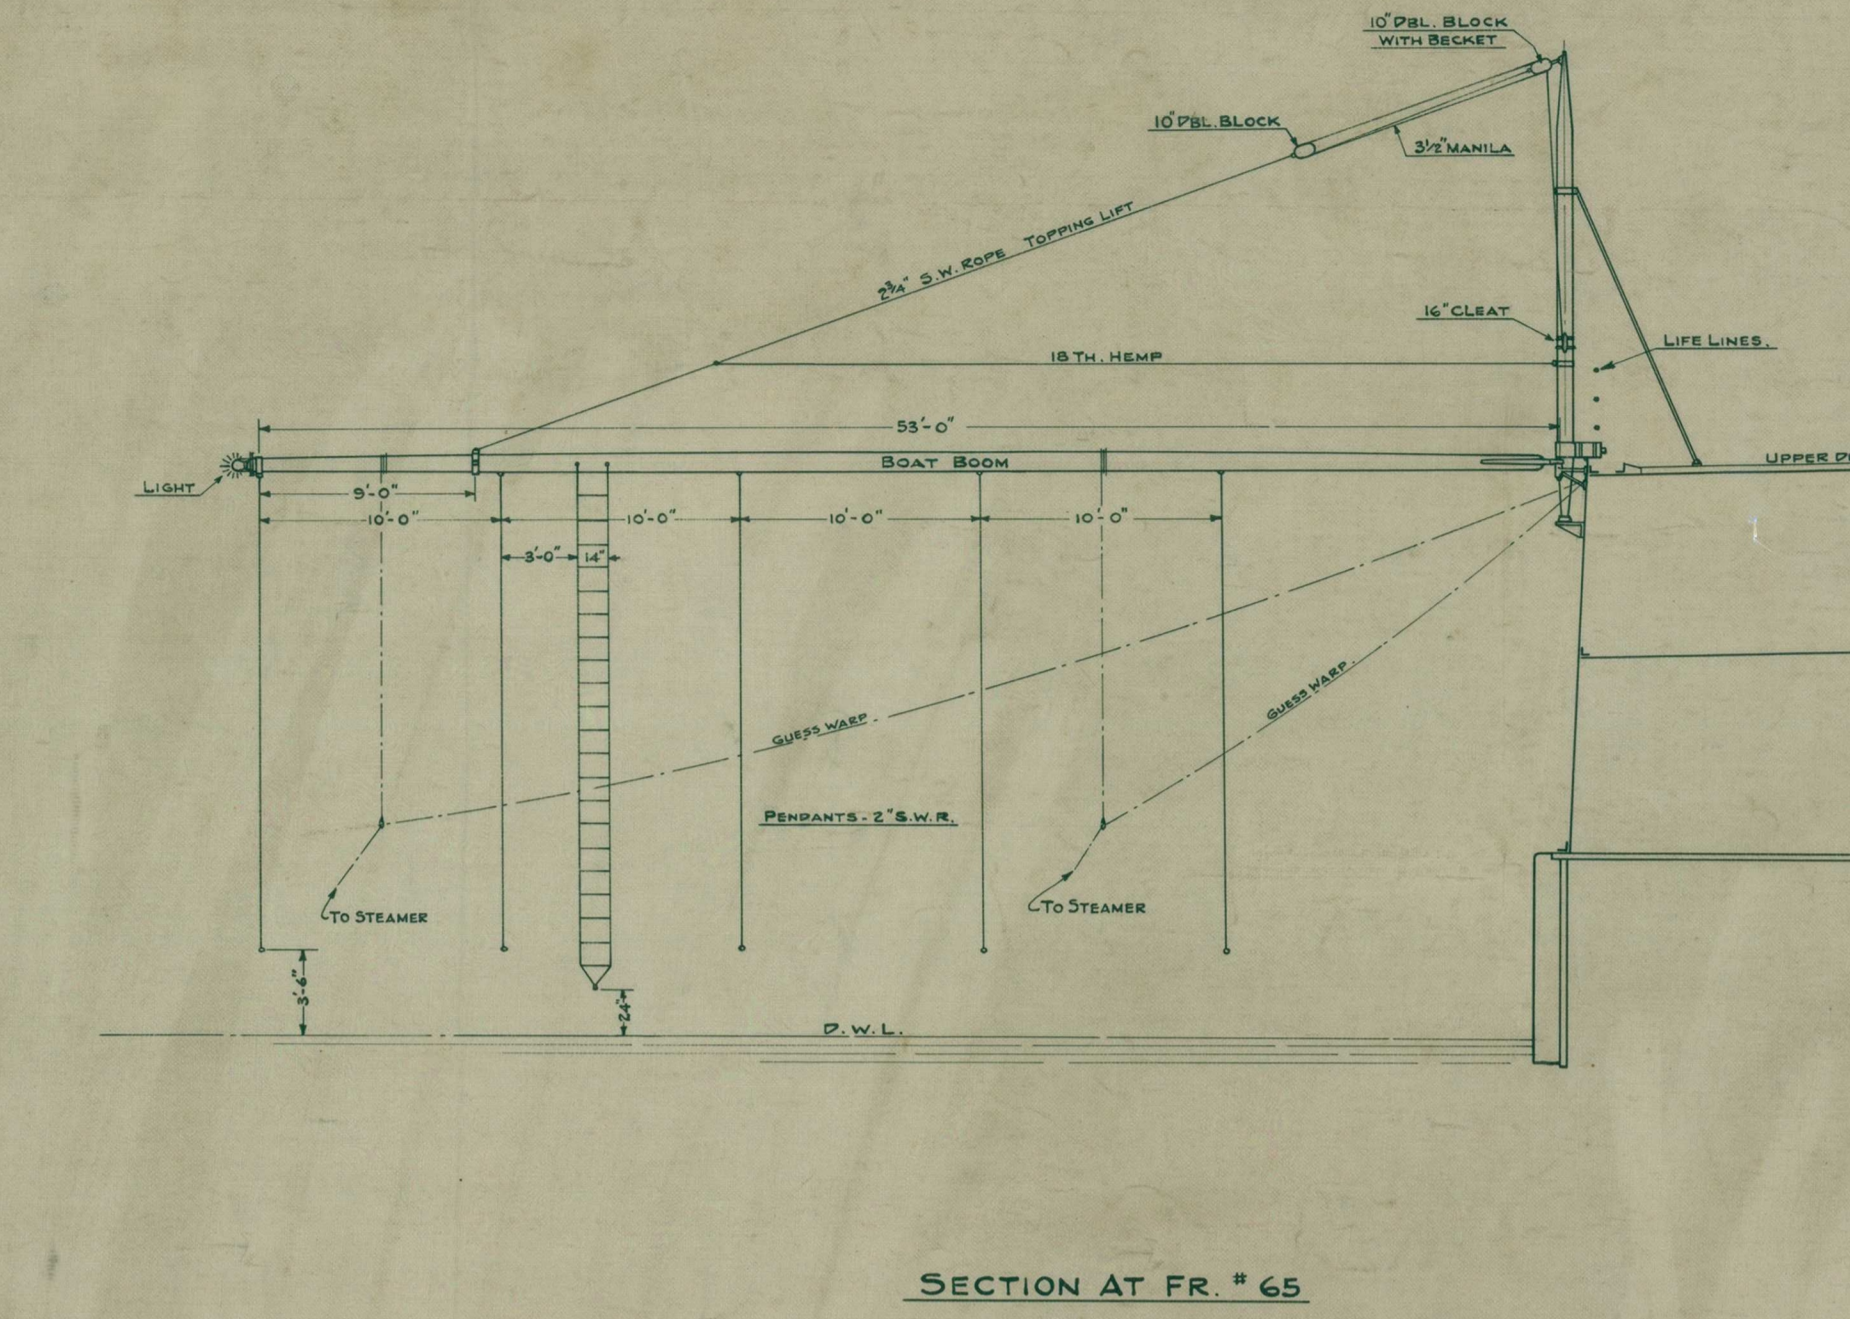 10" DBL. BLOCK
WITH BECKET
10" DBL. BLOCK
3½" MANILA
2¾" S.W. ROPE TOPPING LIFT
16" CLEAT
LIFE LINES.
18 TH. HEMP
53'-0"
BOAT BOOM
UPPER D
LIGHT
9'-0"
10'-0"
10'-0"
10'-0"
10'-0"
3'-0"
14"
GUESS WARP.
GUESS WARP.
PENDANTS - 2" S.W.R.
TO STEAMER
TO STEAMER
3'-6"
24"
D.W.L.
SECTION AT FR. # 65